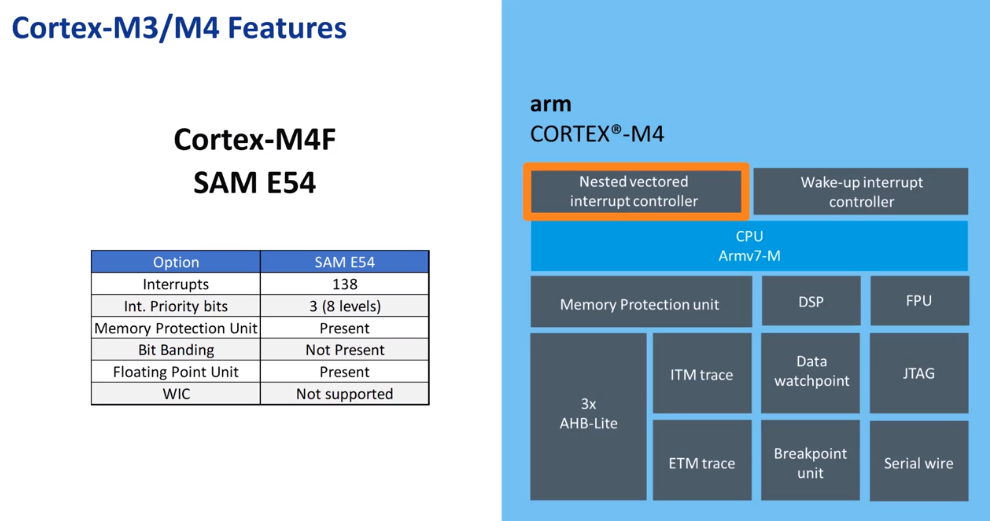 Cortex-M3/M4 Features
Cortex-M4F
SAM E54
Option SAM E54
Interrupts 138
Int. Priority bits 3 (8 levels)
Memory Protection Unit Present
Bit Banding Not Present
Floating Point Unit Present
WIC Not supported
arm
CORTEX®-M4
Nested vectored
interrupt controller
Wake-up interrupt
controller
CPU
Armv7-M
Memory Protection unit
DSP
FPU
3x
AHB-Lite
ITM trace
Data
watchpoint
JTAG
ETM trace
Breakpoint
unit
Serial wire